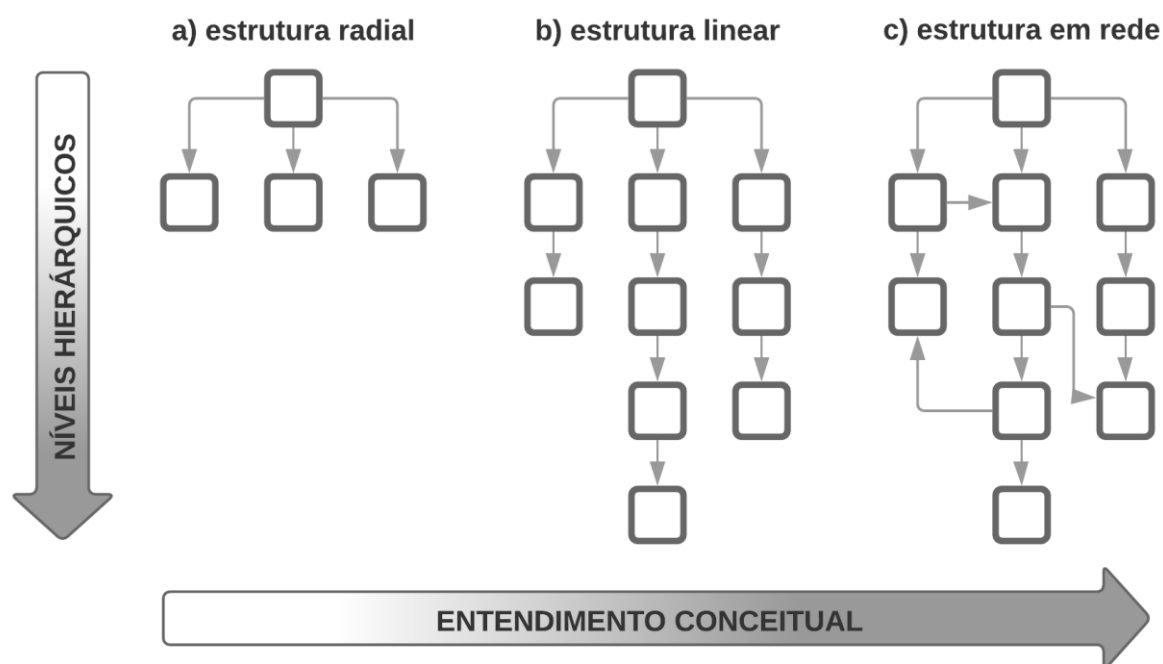 a) estrutura radial
b) estrutura linear
c) estrutura em rede
NÍVEIS HIERÁRQUICOS
ENTENDIMENTO CONCEITUAL